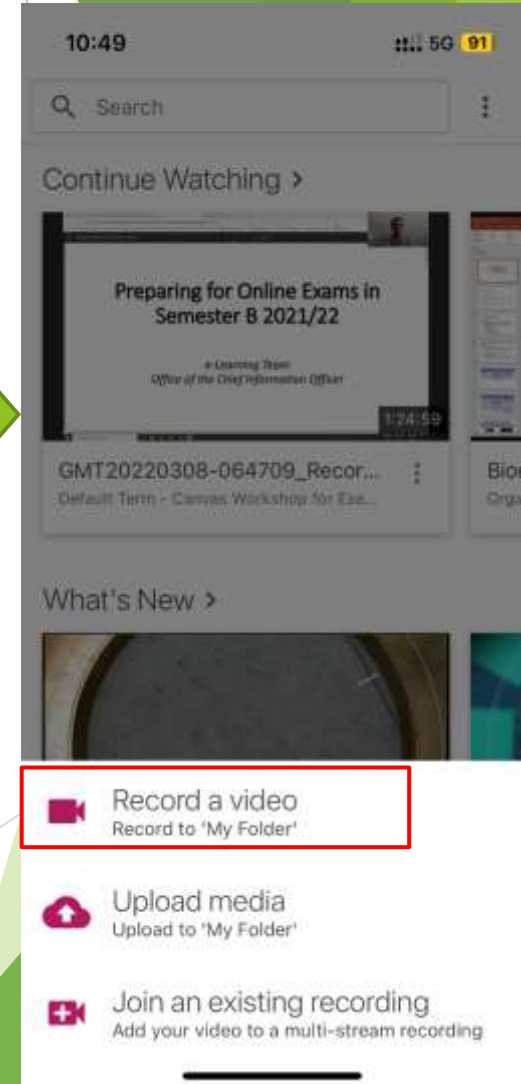 10:49
5G 91
Search
Continue Watching >
Preparing for Online Exams in
Semester B 2021/22
e-Learning Team
Office of the Chief Information Officer
1:24:59
GMT20220308-064709_Recor...
Default Term - Canvas Workshop for Exa...
Bio
Orga
What's New >
Record a video
Record to 'My Folder'
Upload media
Upload to 'My Folder'
Join an existing recording
Add your video to a multi-stream recording